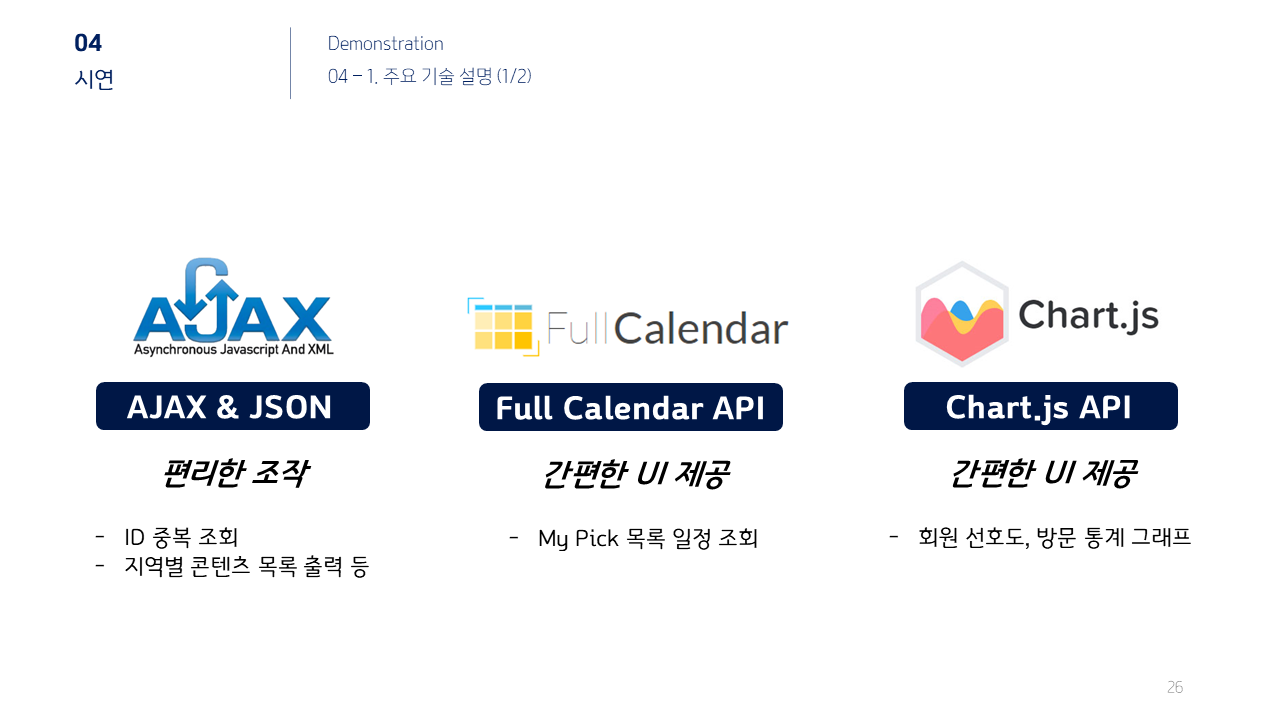 04
시연
Demonstration
04 – 1. 주요 기술 설명 (1/2)
AJAX
Asynchronous Javascript And XML
FullCalendar
Chart.js
AJAX & JSON
Full Calendar API
Chart.js API
편리한 조작
간편한 UI 제공
간편한 UI 제공
- ID 중복 조회
- 지역별 콘텐츠 목록 출력 등
- My Pick 목록 일정 조회
- 회원 선호도, 방문 통계 그래프
26